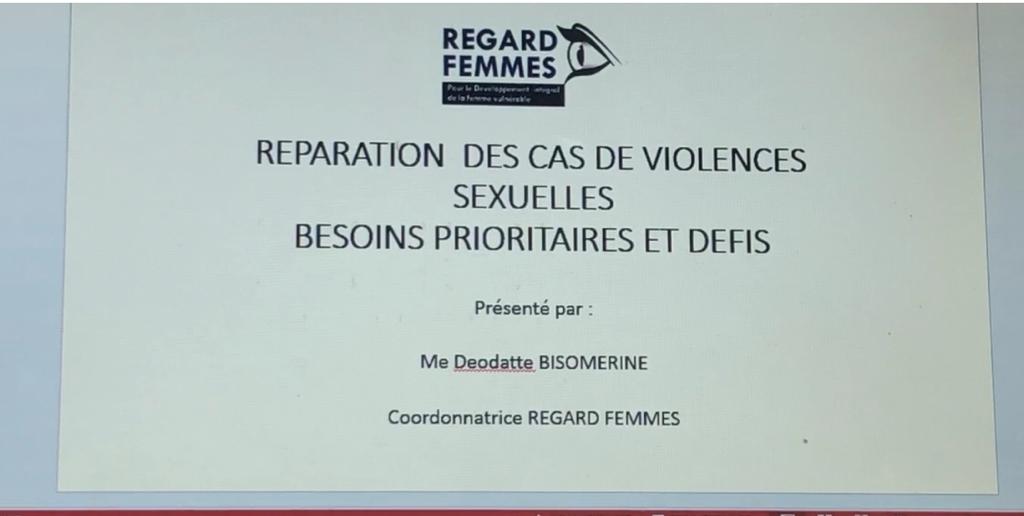 REGARD
FEMMES
Pour le Developpement intégral
de la femme vulnérable
REPARATION DES CAS DE VIOLENCES
SEXUELLES
BESOINS PRIORITAIRES ET DEFIS
Présenté par :
Me Deodatte BISOMERINE
Coordonnatrice REGARD FEMMES